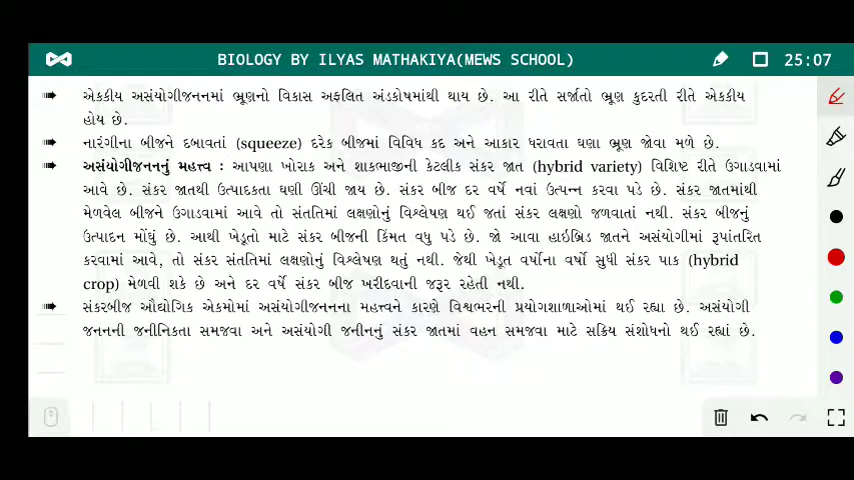 BIOLOGY BY ILYAS MATHAKIYA(MEWS SCHOOL)
25:07
એકકીય અસંયોગીજનનમાં ભ્રૂણનો વિકાસ અફલિત અંડકોષમાંથી થાય છે. આ રીતે સર્જાતો ભ્રૂણ કુદરતી રીતે એકકીય
હોય છે.
નારંગીના બીજને દબાવતાં (squeeze) દરેક બીજમાં વિવિધ કદ અને આકાર ધરાવતા ઘણા ભ્રૂણ જોવા મળે છે.
અસંયોગીજનનનું મહત્ત્વ : આપણા ખોરાક અને શાકભાજીની કેટલીક સંકર જાત (hybrid variety) વિશિષ્ટ રીતે ઉગાડવામાં
આવે છે. સંકર જાતથી ઉત્પાદકતા ઘણી ઊંચી જાય છે. સંકર બીજ દર વર્ષે નવાં ઉત્પન્ન કરવા પડે છે. સંકર જાતમાંથી
મેળવેલ બીજને ઉગાડવામાં આવે તો સંતતિમાં લક્ષણોનું વિશ્લેષણ થઈ જતાં સંકર લક્ષણો જળવાતાં નથી. સંકર બીજનું
ઉત્પાદન મોંઘું છે. આથી ખેડૂતો માટે સંકર બીજની કિંમત વધુ પડે છે. જો આવા હાઇબ્રિડ જાતને અસંયોગીમાં રૂપાંતરિત
કરવામાં આવે, તો સંકર સંતતિમાં લક્ષણોનું વિશ્લેષણ થતું નથી. જેથી ખેડૂત વર્ષોના વર્ષો સુધી સંકર પાક (hybrid
crop) મેળવી શકે છે અને દર વર્ષે સંકર બીજ ખરીદવાની જરૂર રહેતી નથી.
સંકરબીજ ઔદ્યોગિક એકમોમાં અસંયોગીજનનના મહત્ત્વને કારણે વિશ્વભરની પ્રયોગશાળાઓમાં થઈ રહ્યા છે. અસંયોગી
જનનની જનીનિકતા સમજવા અને અસંયોગી જનીનનું સંકર જાતમાં વહન સમજવા માટે સક્રિય સંશોધનો થઈ રહ્યાં છે.